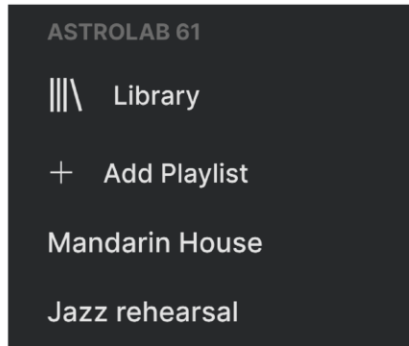 ASTROLAB 61
Library
Add Playlist
Mandarin House
Jazz rehearsal